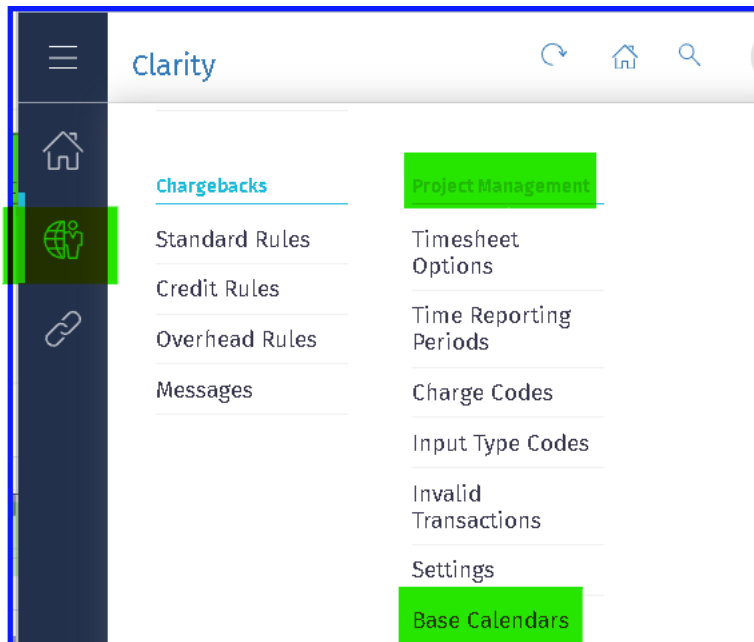 Clarity
Chargebacks
Standard Rules
Credit Rules
Overhead Rules
Messages
Project Management
Timesheet
Options
Time Reporting
Periods
Charge Codes
Input Type Codes
Invalid
Transactions
Settings
Base Calendars